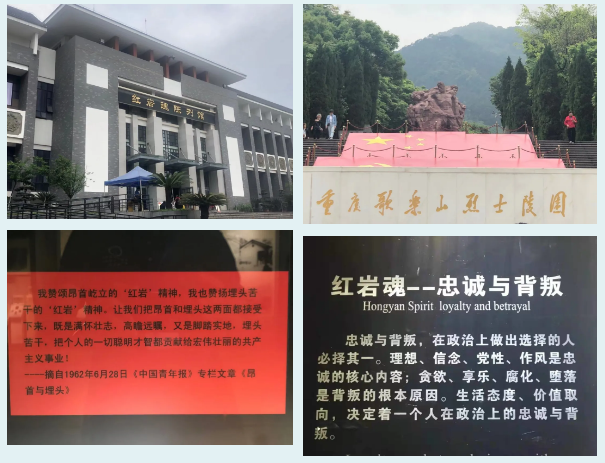 红岩魂陈列馆
重庆歌乐山烈士陵园
我赞颂昂首屹立的‘红岩’精神，我也赞扬埋头苦
干的‘红岩’精神，让我们把昂首和埋头这两面都接受
下来，既是满怀壮志，高瞻远瞩，又是脚踏实地，埋头
苦干，把个人的一切聪明才智都贡献给宏伟壮丽的共产
主义事业！
----摘自1962年6月28日《中国青年报》专栏文章《昂
首与埋头》
红岩魂--忠诚与背叛
Hongyan Spirit loyalty and betrayal
忠诚与背叛，在政治上做出选择的人
必择其一。理想、信念、党性、作风是忠
诚的核心内容；贪欲、享乐、腐化、堕落
是背叛的根本原因。生活态度、价值取
向，决定着一个人在政治上的忠诚与背
叛。